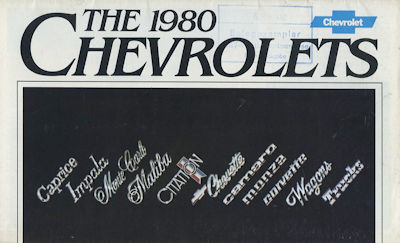 THE 1980
CHEVROLETS
Chevrolet
Caprice
Impala
Monte Carlo
Malibu
CITATION
Chevette
camaro
monza
corvette
Wagons
Trucks